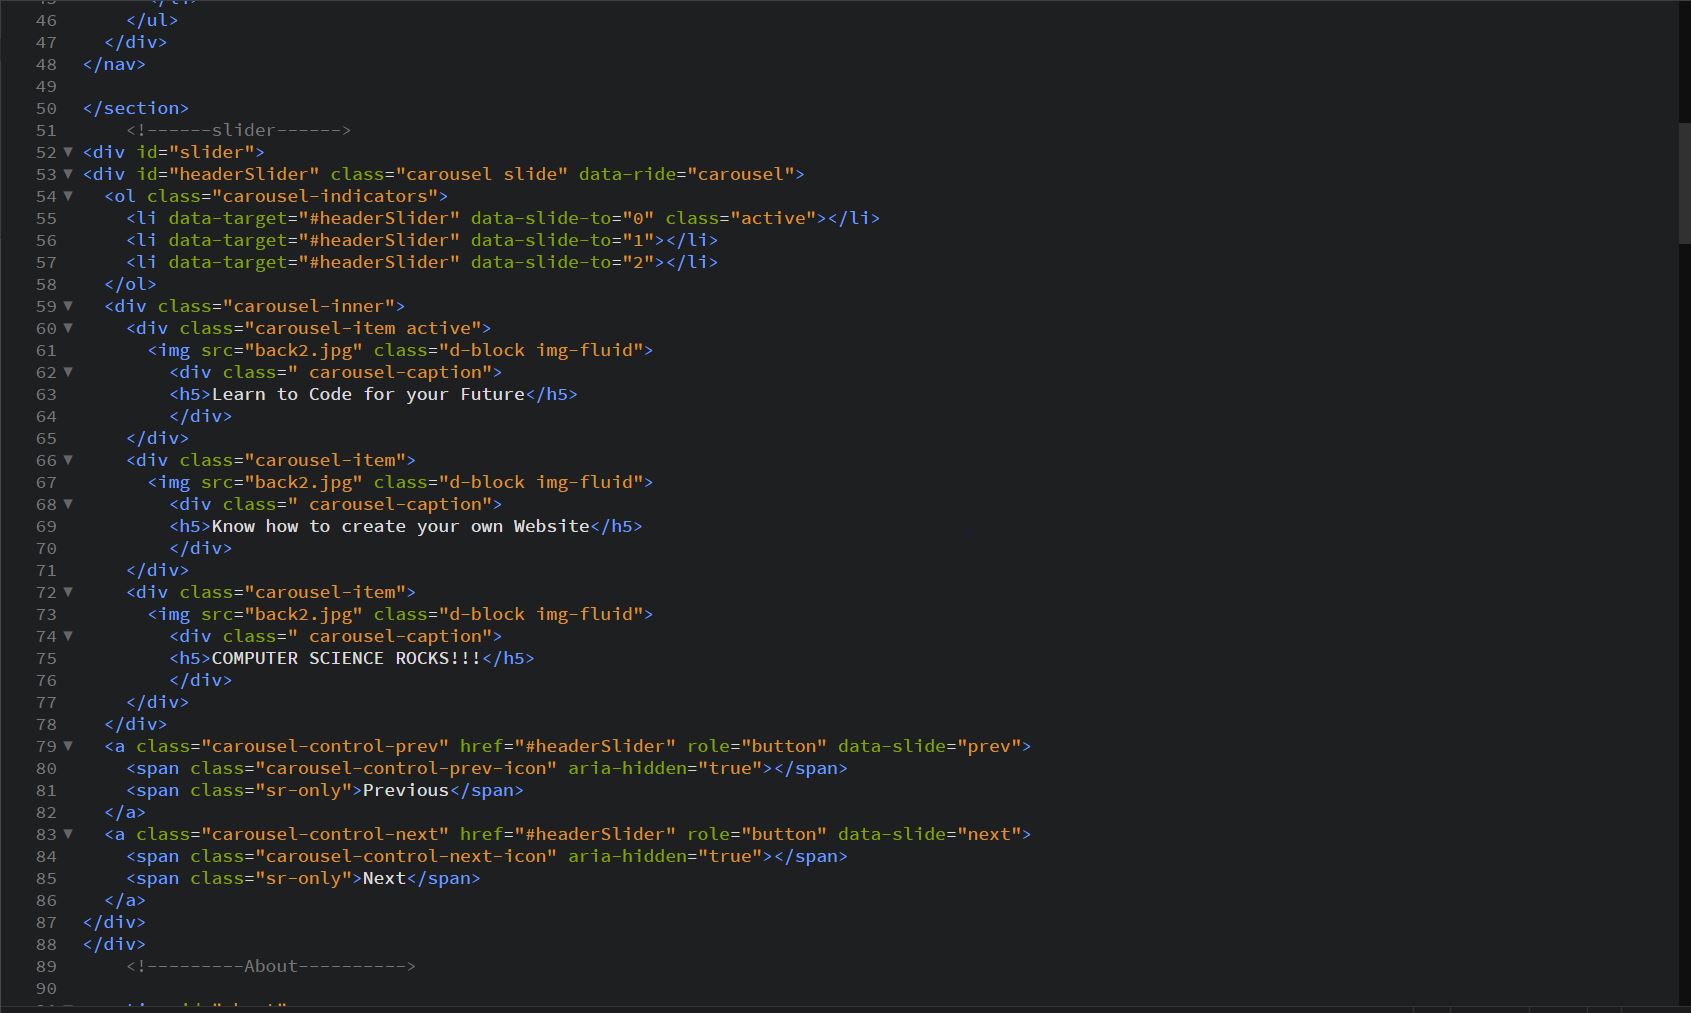 46 </ul>
47 </div>
48 </nav>
49
50 </section>
51 <!------slider------>
52 <div id="slider">
53 <div id="headerSlider" class="carousel slide" data-ride="carousel">
54 <ol class="carousel-indicators">
55 <li data-target="#headerSlider" data-slide-to="0" class="active"></li>
56 <li data-target="#headerSlider" data-slide-to="1"></li>
57 <li data-target="#headerSlider" data-slide-to="2"></li>
58 </ol>
59 <div class="carousel-inner">
60 <div class="carousel-item active">
61 <img src="back2.jpg" class="d-block img-fluid">
62 <div class=" carousel-caption">
63 <h5>Learn to Code for your Future</h5>
64 </div>
65 </div>
66 <div class="carousel-item">
67 <img src="back2.jpg" class="d-block img-fluid">
68 <div class=" carousel-caption">
69 <h5>Know how to create your own Website</h5>
70 </div>
71 </div>
72 <div class="carousel-item">
73 <img src="back2.jpg" class="d-block img-fluid">
74 <div class=" carousel-caption">
75 <h5>COMPUTER SCIENCE ROCKS!!!</h5>
76 </div>
77 </div>
78 </div>
79 <a class="carousel-control-prev" href="#headerSlider" role="button" data-slide="prev">
80 <span class="carousel-control-prev-icon" aria-hidden="true"></span>
81 <span class="sr-only">Previous</span>
82 </a>
83 <a class="carousel-control-next" href="#headerSlider" role="button" data-slide="next">
84 <span class="carousel-control-next-icon" aria-hidden="true"></span>
85 <span class="sr-only">Next</span>
86 </a>
87 </div>
88 </div>
89 <!---------About---------->
90